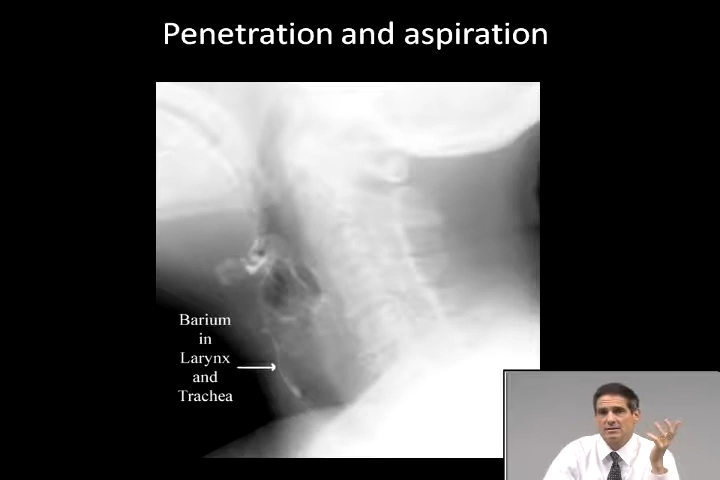 Penetration and aspiration
Barium
in
Larynx
and
Trachea